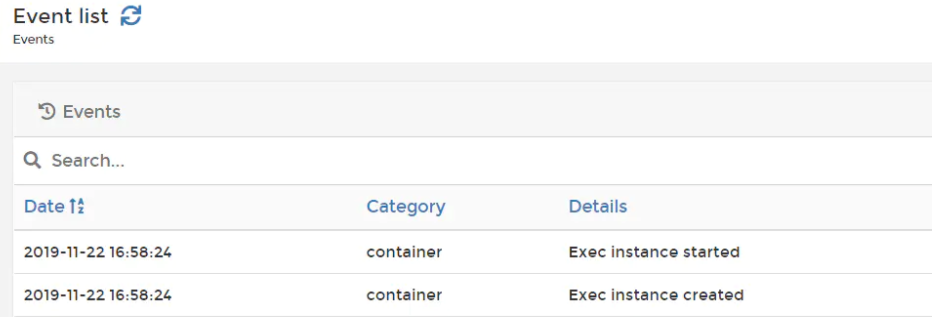 Event list
Events
Events
Search...
Date Category Details
2019-11-22 16:58:24 container Exec instance started
2019-11-22 16:58:24 container Exec instance created